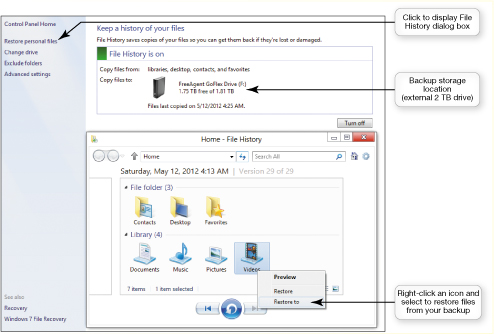 Control Panel Home
Restore personal files
Change drive
Exclude folders
Advanced settings
See also
Recovery
Windows 7 File Recovery
Keep a history of your files
File History saves copies of your files so you can get them back if they're lost or damaged.
File History is on
Copy files from: libraries, desktop, contacts, and favorites
Copy files to: FreeAgent GoFlex Drive (F:)
1.75 TB free of 1.81 TB
Files last copied on 5/12/2012 4:25 AM.
Turn off
Home - File History
Home
Search All
Saturday, May 12, 2012 4:13 AM | Version 29 of 29
File folder (3)
Contacts Desktop Favorites
Library (4)
Documents Music Pictures Videos
7 items 1 item selected
Preview
Restore
Restore to
Click to display File
History dialog box
Backup storage
location
(external 2 TB drive)
Right-click an icon and
select to restore files
from your backup